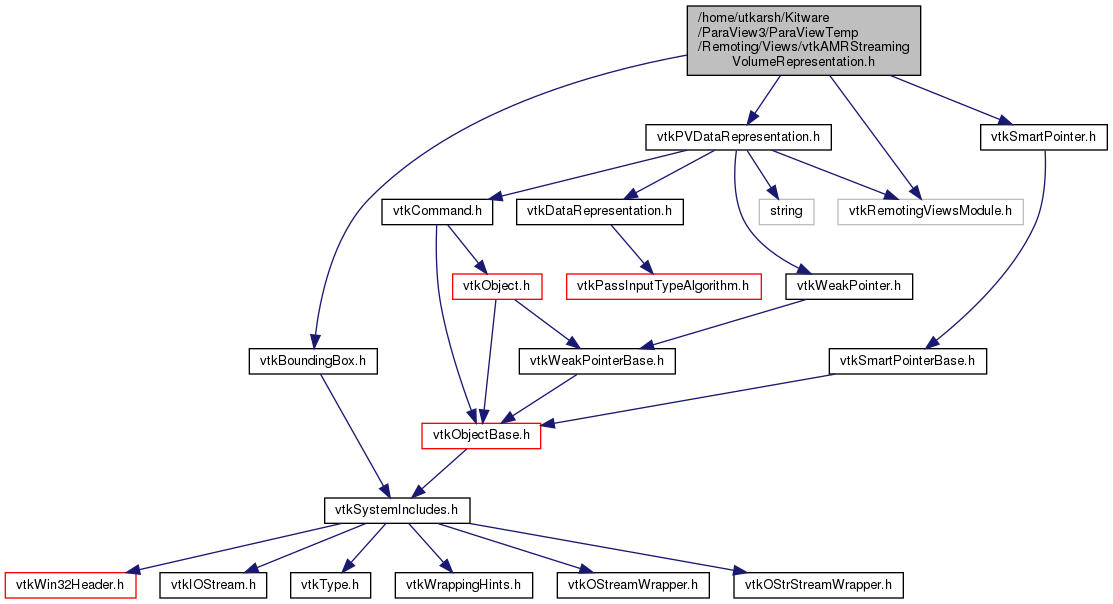 /home/utkarsh/Kitware
/ParaView3/ParaViewTemp
/Remoting/Views/vtkAMRStreaming
VolumeRepresentation.h
vtkPVDataRepresentation.h
vtkSmartPointer.h
vtkCommand.h
vtkDataRepresentation.h
string
vtkRemotingViewsModule.h
vtkObject.h
vtkPassInputTypeAlgorithm.h
vtkWeakPointer.h
vtkBoundingBox.h
vtkWeakPointerBase.h
vtkSmartPointerBase.h
vtkObjectBase.h
vtkSystemIncludes.h
vtkWin32Header.h
vtkIOStream.h
vtkType.h
vtkWrappingHints.h
vtkOStreamWrapper.h
vtkOStrStreamWrapper.h